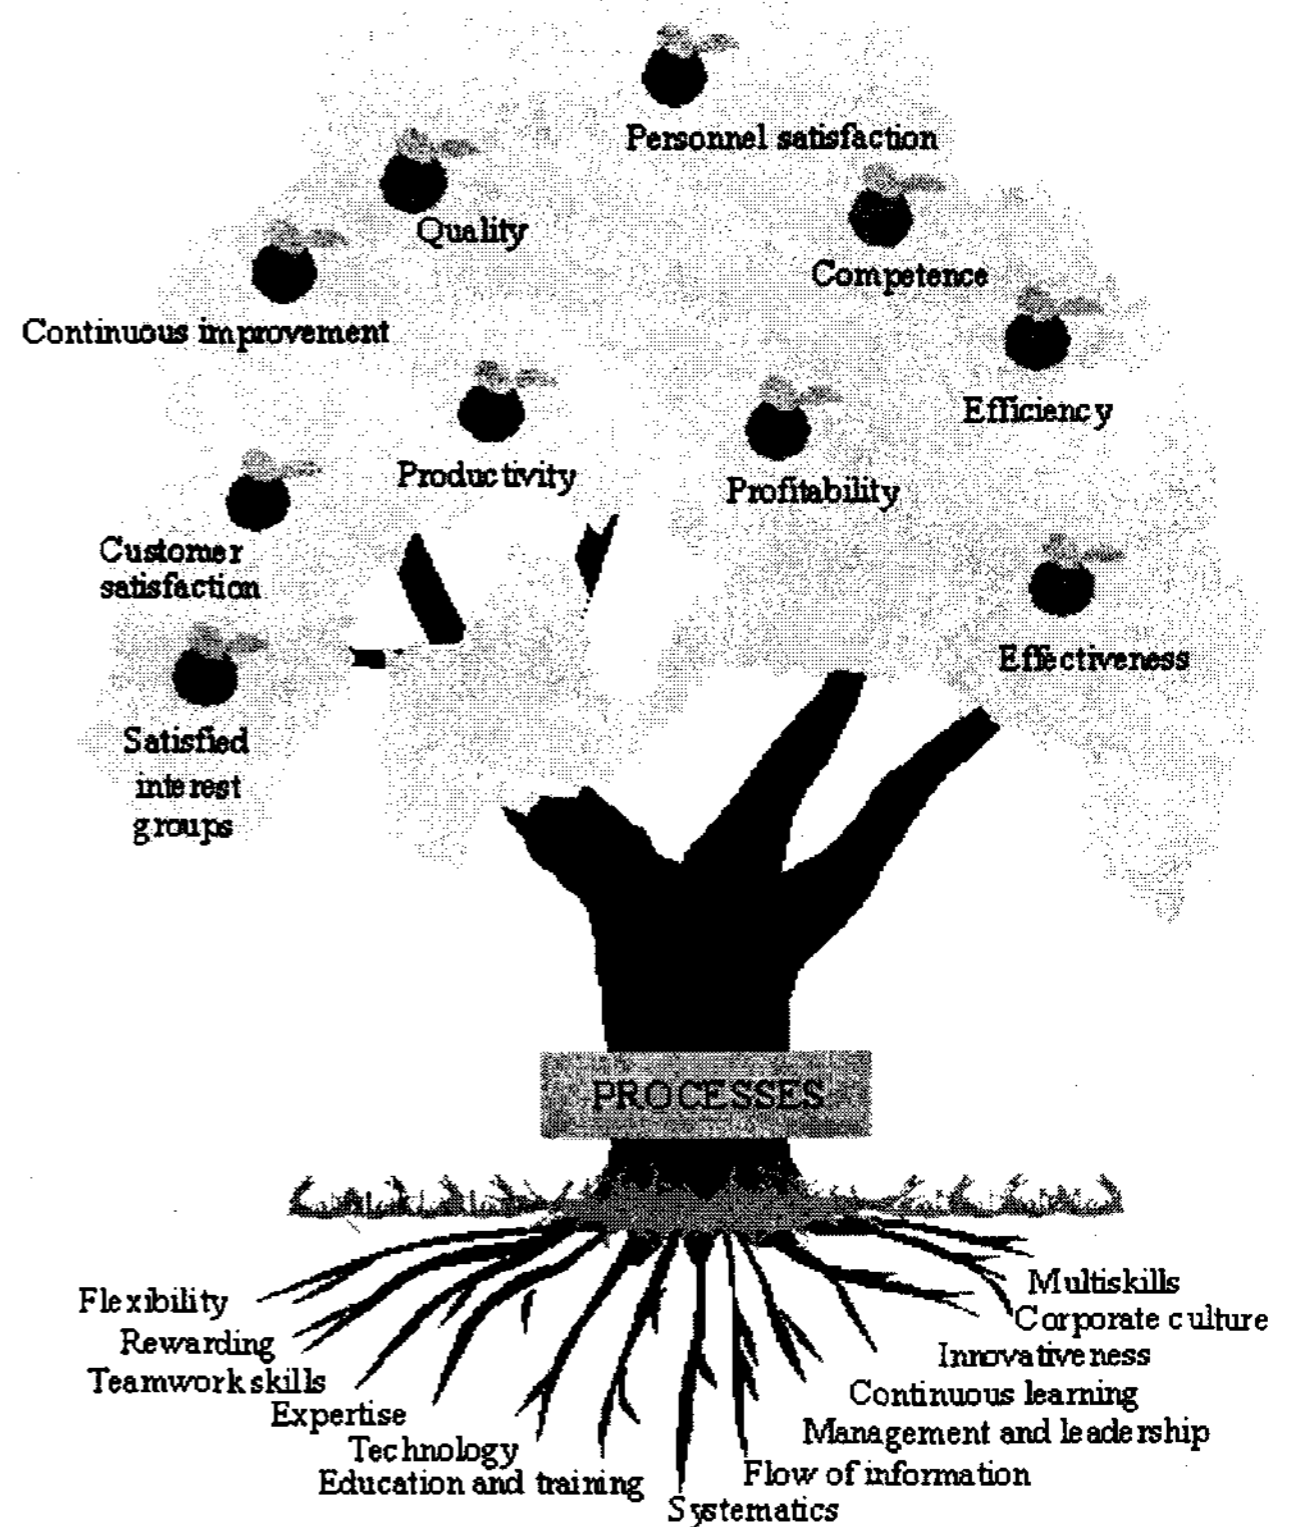 Personnel satisfaction
Quality
Competence
Continuous improvement
Efficiency
Productivity
Profitability
Customer
satisfaction
Effectiveness
Satisfied
interest
groups
PROCESSES
Flexibility
Rewarding
Teamwork skills
Expertise
Technology
Education and training
Systematics
Flow of information
Management and leadership
Continuous learning
Innovativeness
Corporate culture
Multiskills